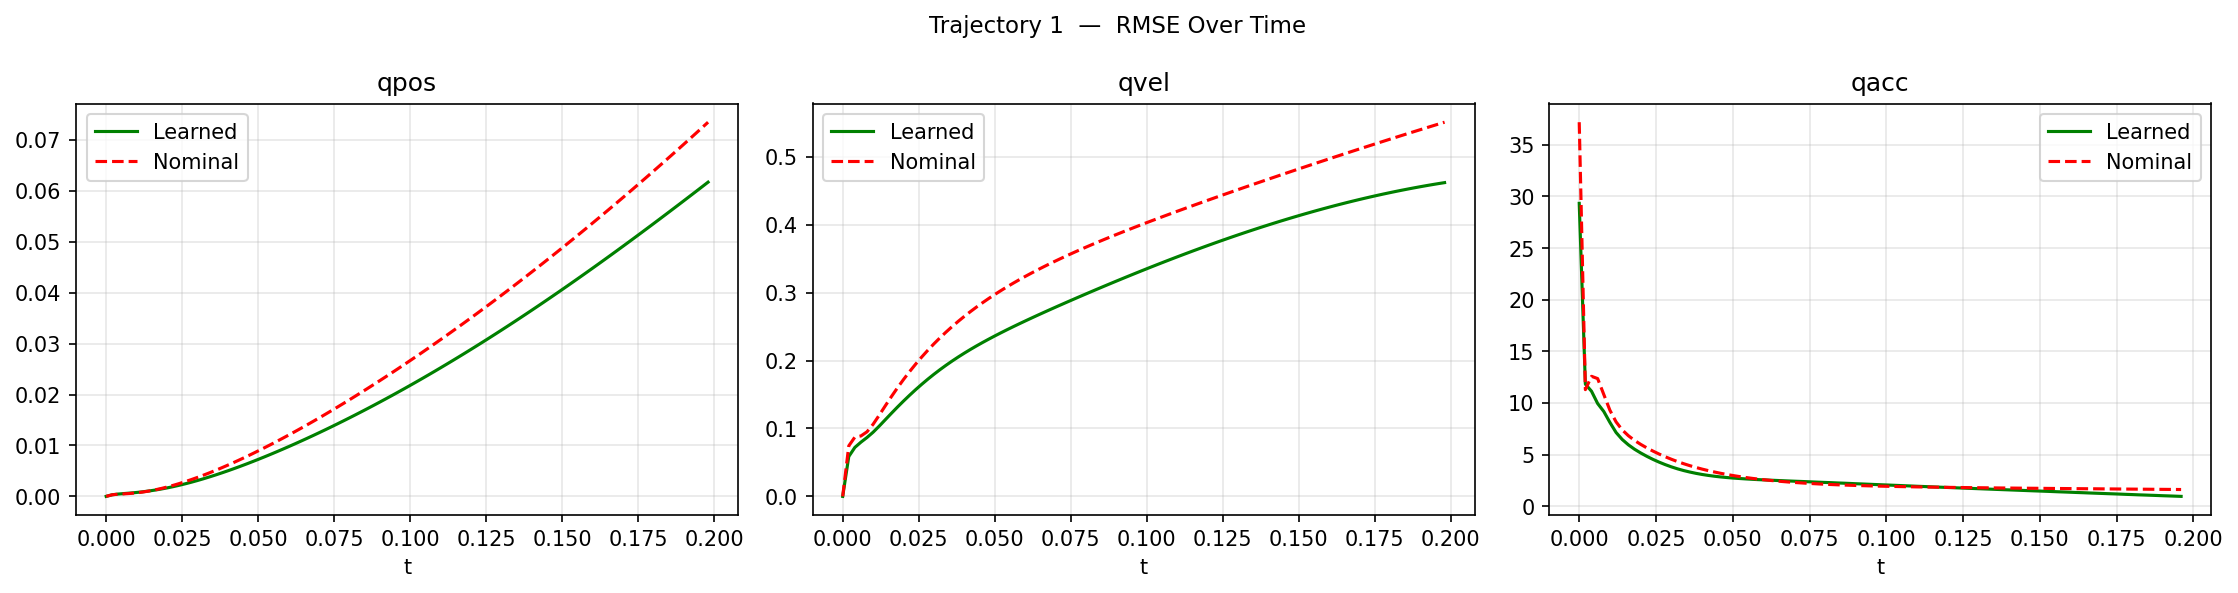 Trajectory 1 — RMSE Over Time
qpos
0.07
0.06
0.05
0.04
0.03
0.02
0.01
0.00
Learned
Nominal
0.000 0.025 0.050 0.075 0.100 0.125 0.150 0.175 0.200
t
qvel
0.5
0.4
0.3
0.2
0.1
0.0
Learned
Nominal
0.000 0.025 0.050 0.075 0.100 0.125 0.150 0.175 0.200
t
qacc
35
30
25
20
15
10
5
0
Learned
Nominal
0.000 0.025 0.050 0.075 0.100 0.125 0.150 0.175 0.200
t